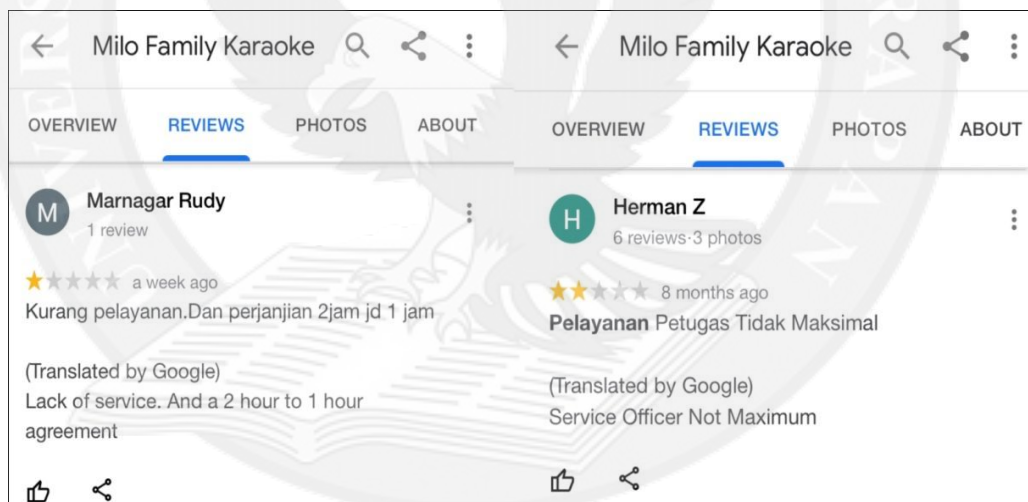 Milo Family Karaoke
OVERVIEW REVIEWS PHOTOS ABOUT
M
Marnagar Rudy
1 review
a week ago
Kurang pelayanan.Dan perjanjian 2jam jd 1 jam
(Translated by Google)
Lack of service. And a 2 hour to 1 hour
agreement
Milo Family Karaoke
OVERVIEW REVIEWS PHOTOS ABOUT
H
Herman Z
6 reviews·3 photos
8 months ago
Pelayanan Petugas Tidak Maksimal
(Translated by Google)
Service Officer Not Maximum